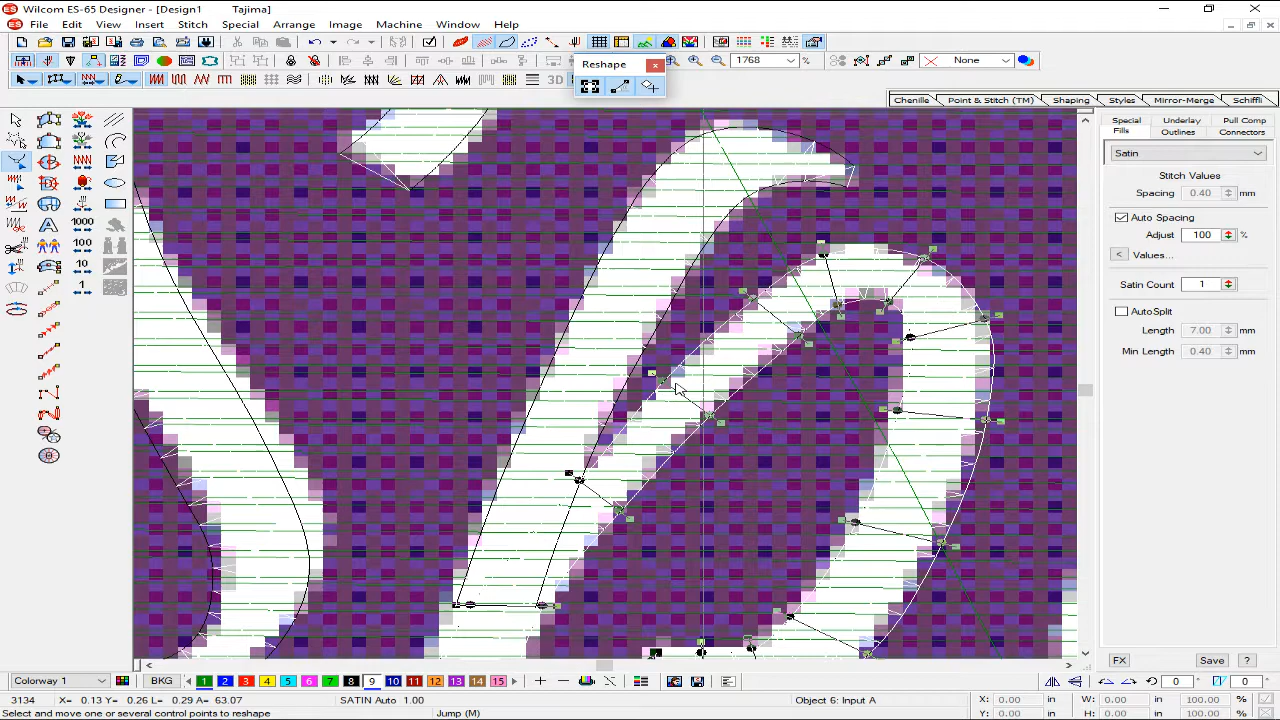 Wilcom ES-65 Designer - [Design1        Tajima]
File Edit View Insert Stitch Special Arrange Image Machine Window Help
1768 % None
Reshape
3D
Chenille Point & Stitch (TM) Shaping Styles Mirror-Merge Schiffli
Special Underlay Pull Comp
Fills Outlines Connectors
Satin
Stitch Values
Spacing 0.40 mm
Auto Spacing
Adjust 100 %
< Values...
Satin Count 1
AutoSplit
Length 7.00 mm
Min Length 0.40 mm
1000
100
10
1
FX Save ?
Colorway 1 BKG 1 2 3 4 5 6 7 8 9 10 11 12 13 14 15 0 0
3134 X= 0.13 Y= 0.26 L= 0.29 A= 63.07 SATIN Auto 1.00 Object 6: Input A X: 0.00 in W: 0.00 in 100.00 %
Select and move one or several control points to reshape Jump (M) Y: 0.00 in H: 0.00 in 100.00 %